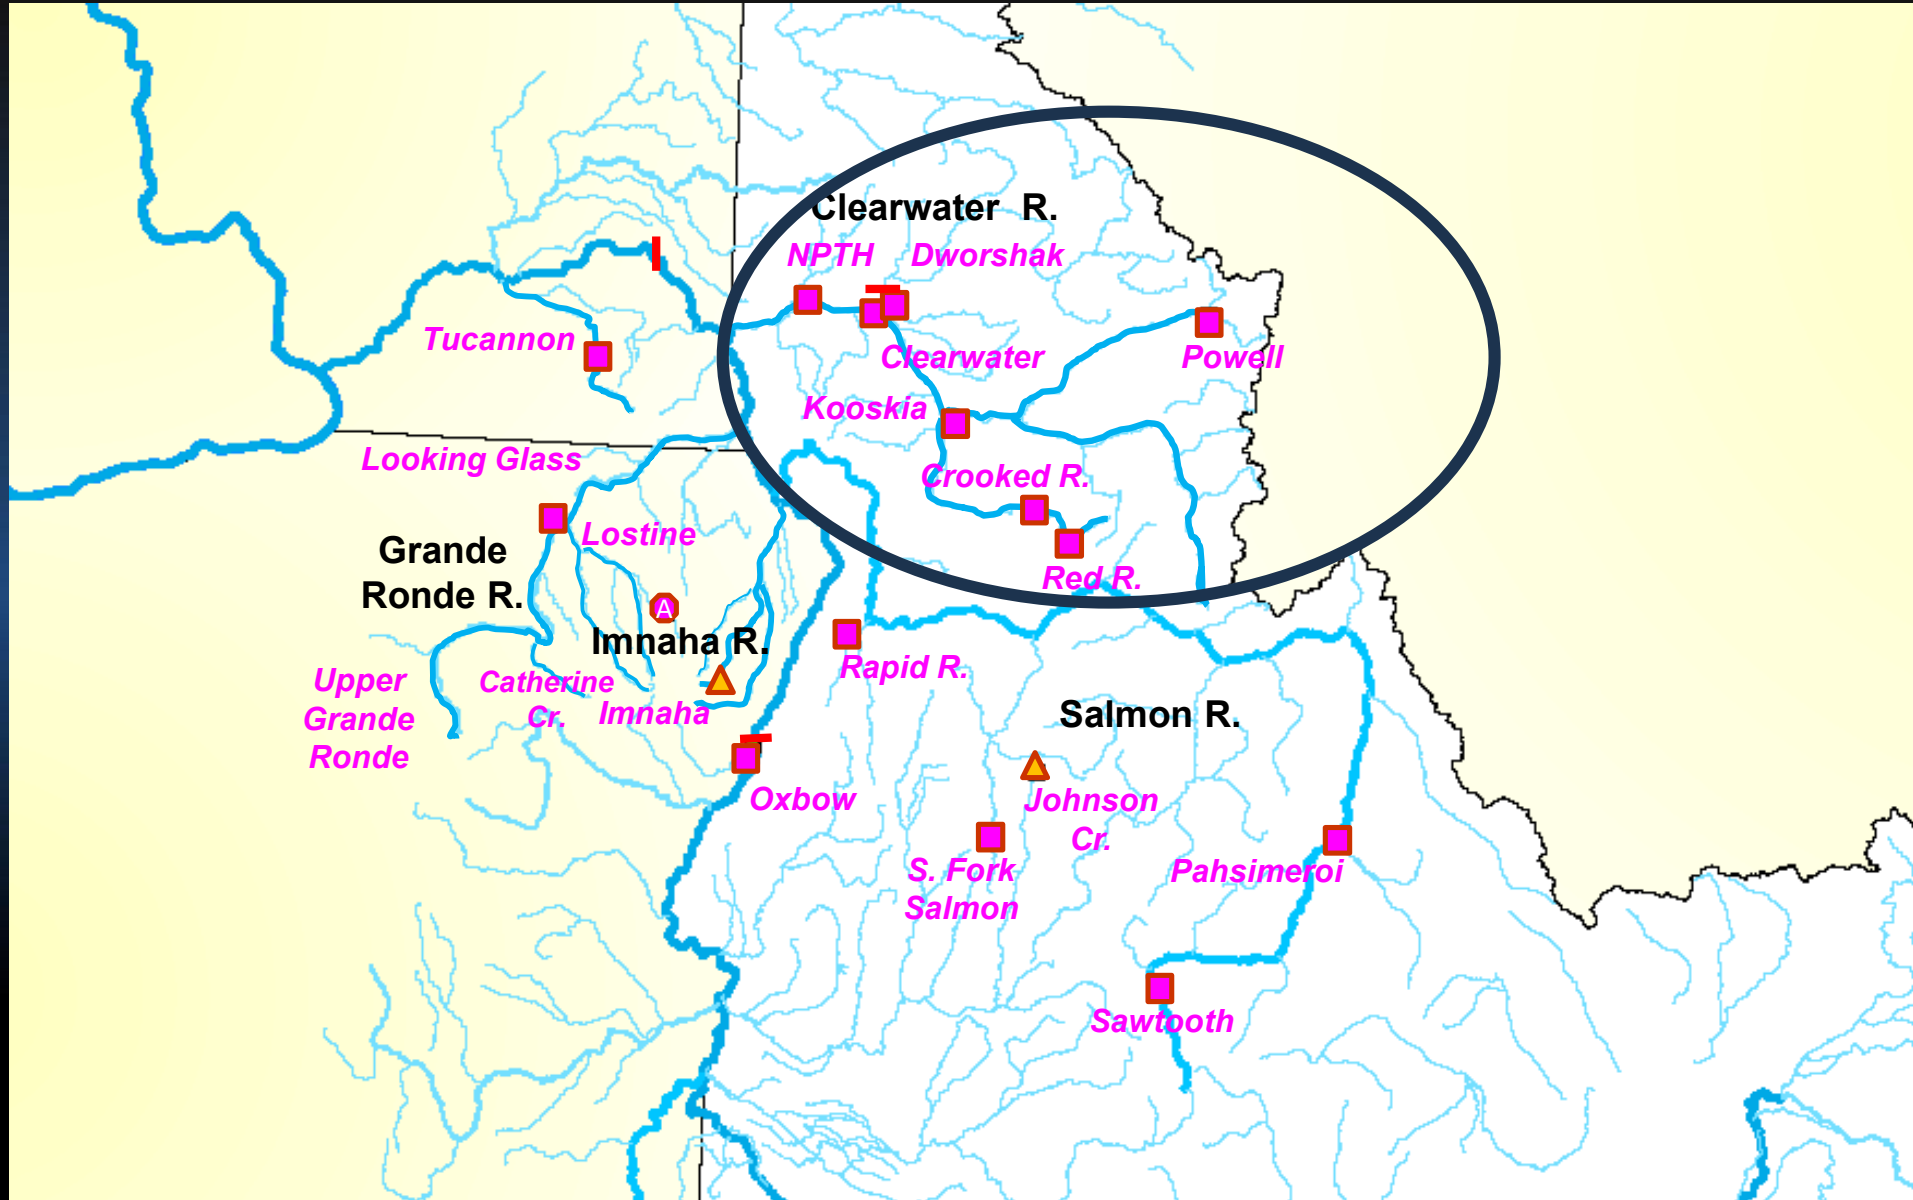 Clearwater R.
NPTH
Dworshak
Tucannon
Clearwater
Powell
Kooskia
Looking Glass
Crooked R.
Lostine
Grande
Ronde R.
Red R.
A
Imnaha R.
Rapid R.
Upper
Grande
Ronde
Catherine
Cr.
Imnaha
Salmon R.
Oxbow
Johnson
Cr.
S. Fork
Salmon
Pahsimeroi
Sawtooth